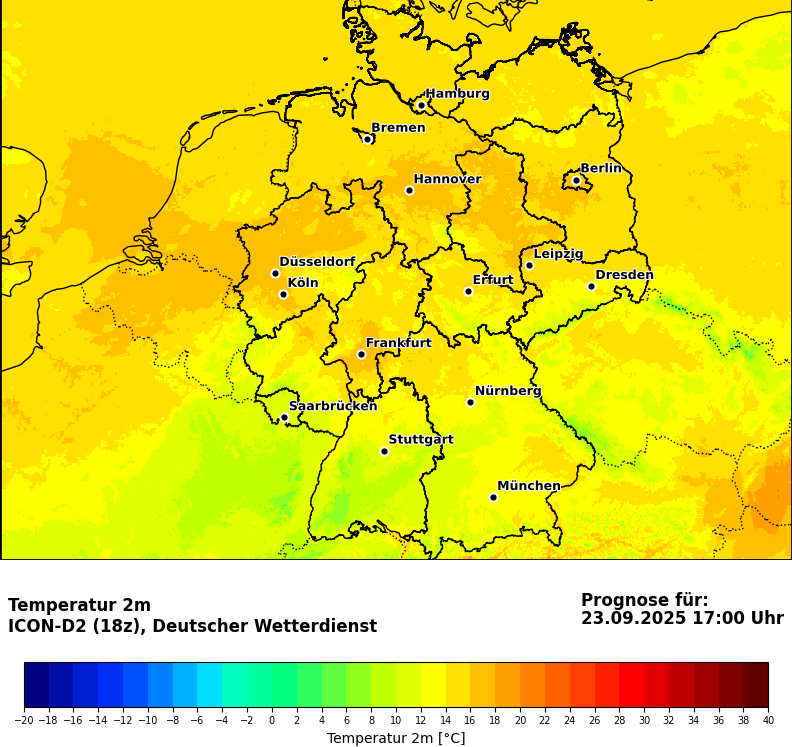 Hamburg
Bremen
Berlin
Hannover
Leipzig
Düsseldorf
Dresden
Erfurt
Köln
Frankfurt
Nürnberg
Saarbrücken
Stuttgart
München
Temperatur 2m
ICON-D2 (18z), Deutscher Wetterdienst
Prognose für:
23.09.2025 17:00 Uhr
−20 −18 −16 −14 −12 −10 −8 −6 −4 −2 0 2 4 6 8 10 12 14 16 18 20 22 24 26 28 30 32 34 36 38 40
Temperatur 2m [°C]